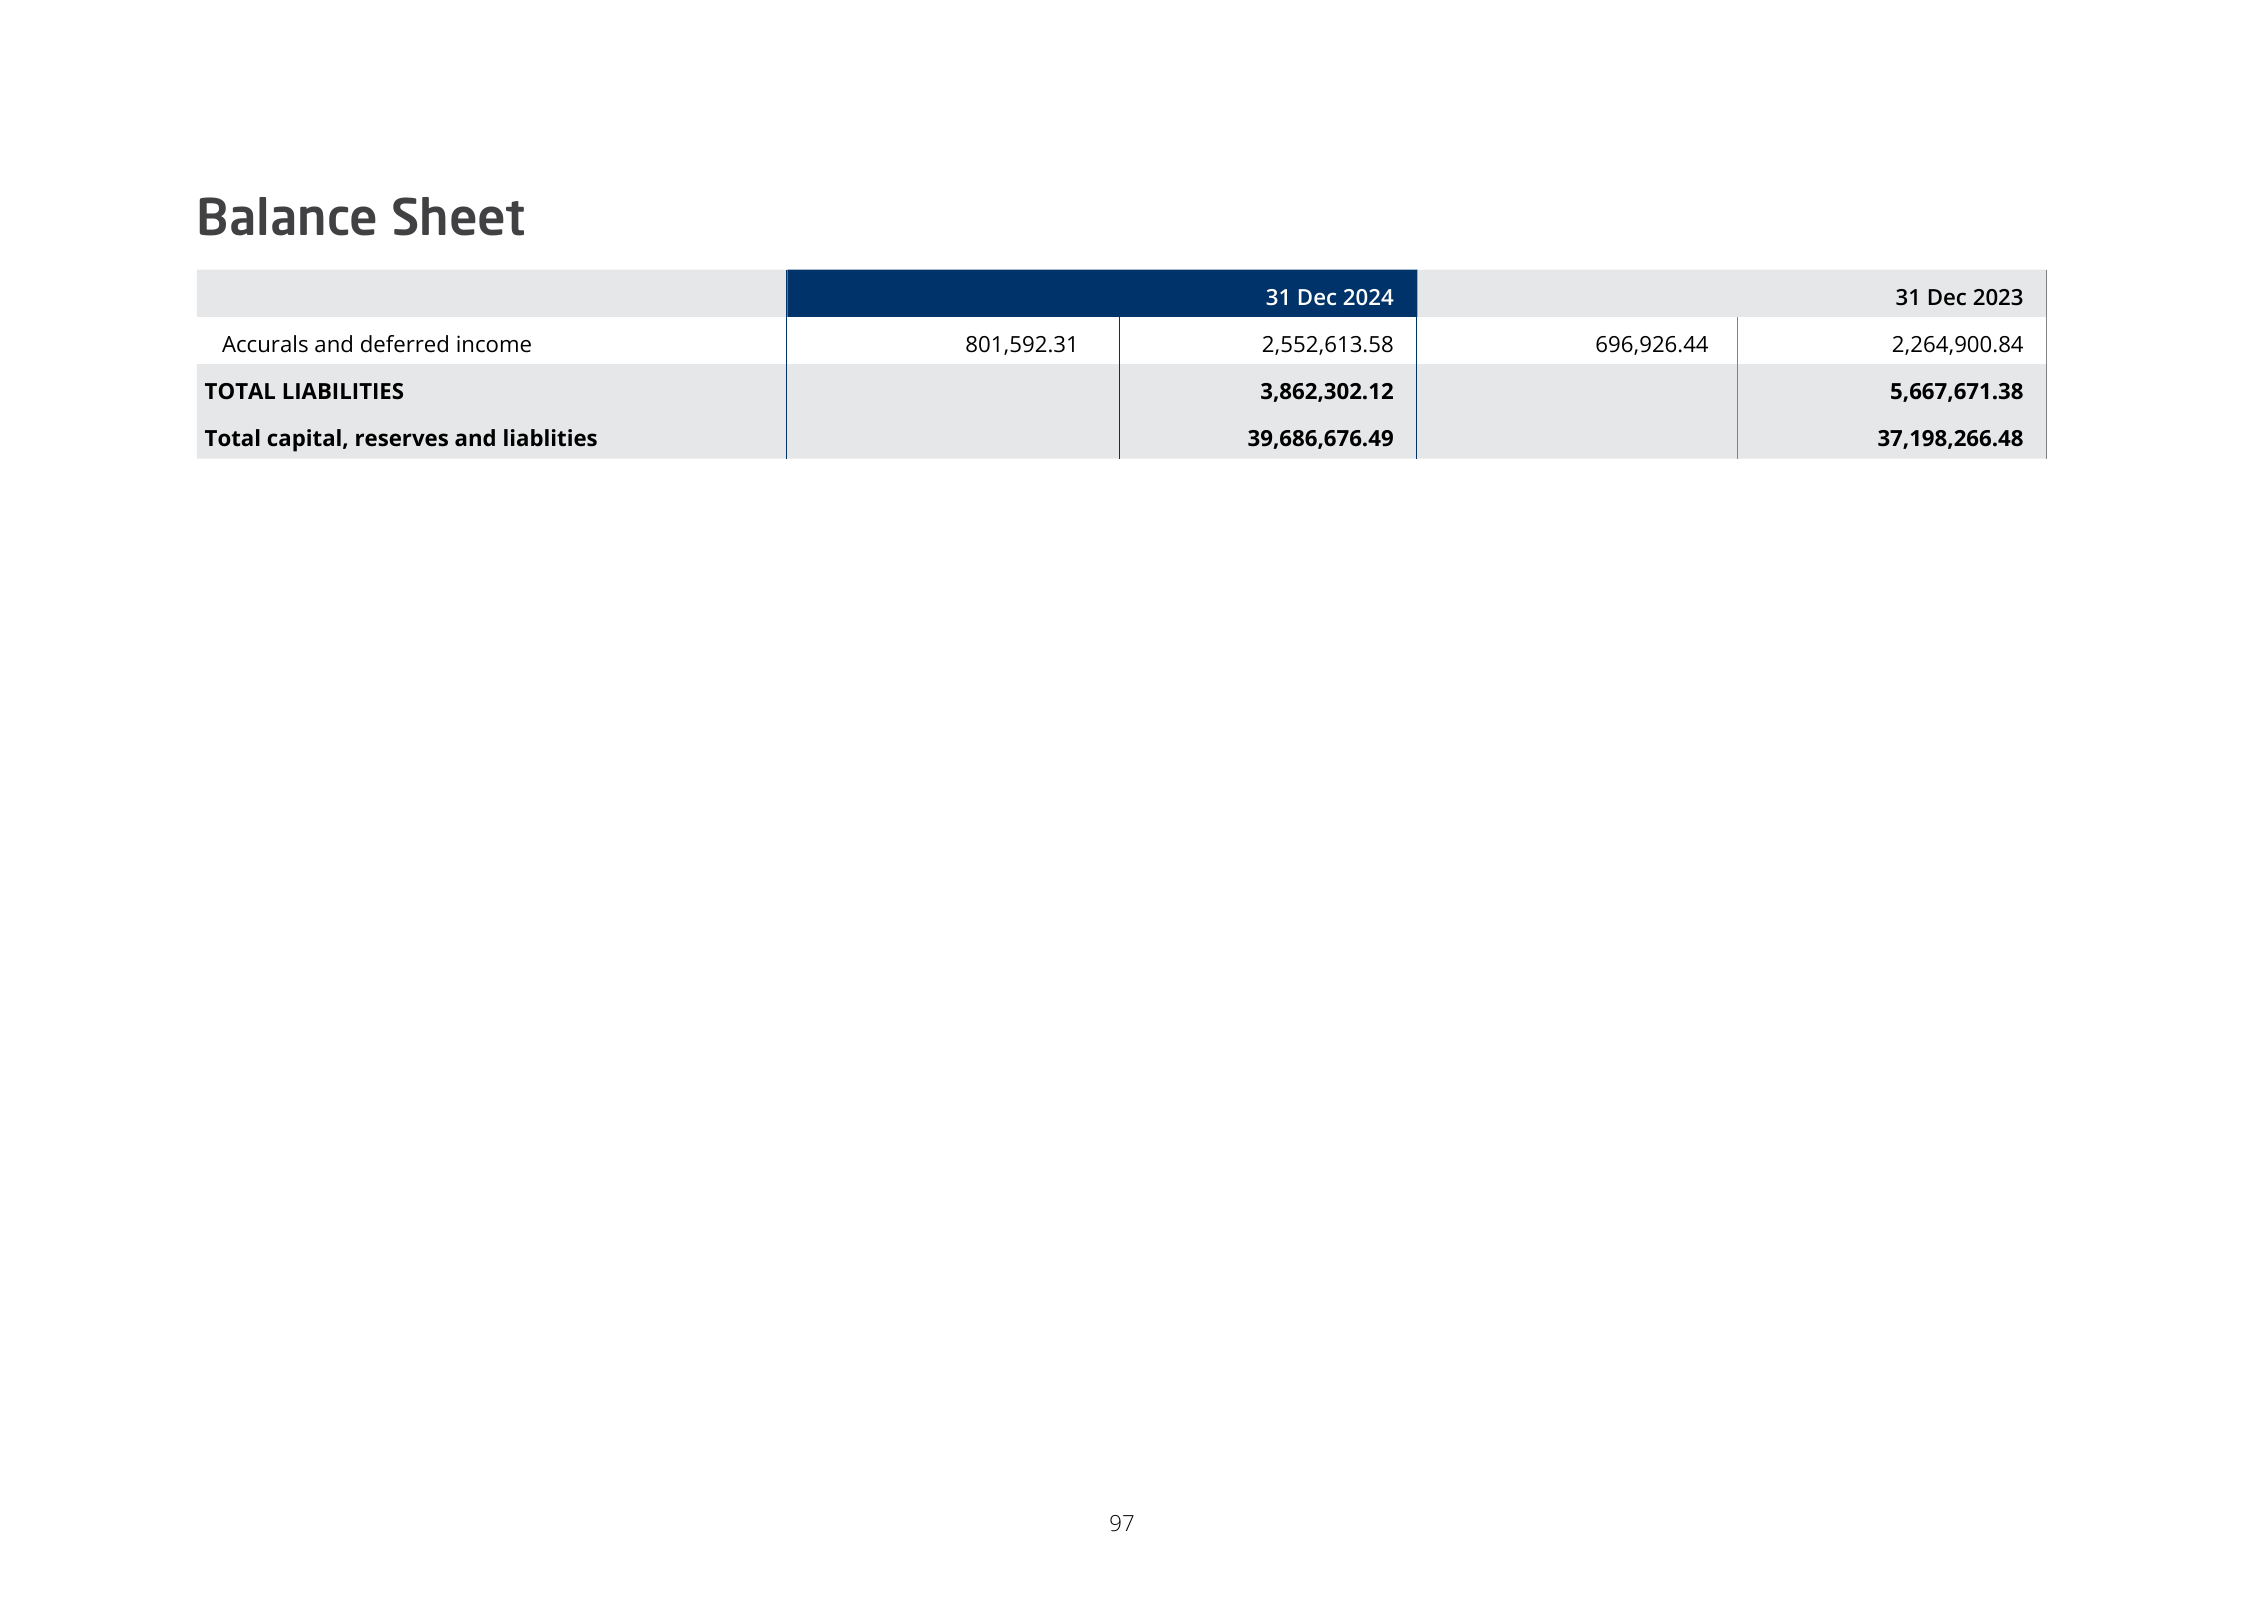 Balance Sheet
31 Dec 2024 31 Dec 2023
Accurals and deferred income 801,592.31 2,552,613.58 696,926.44 2,264,900.84
TOTAL LIABILITIES 3,862,302.12 5,667,671.38
Total capital, reserves and liablities 39,686,676.49 37,198,266.48
97